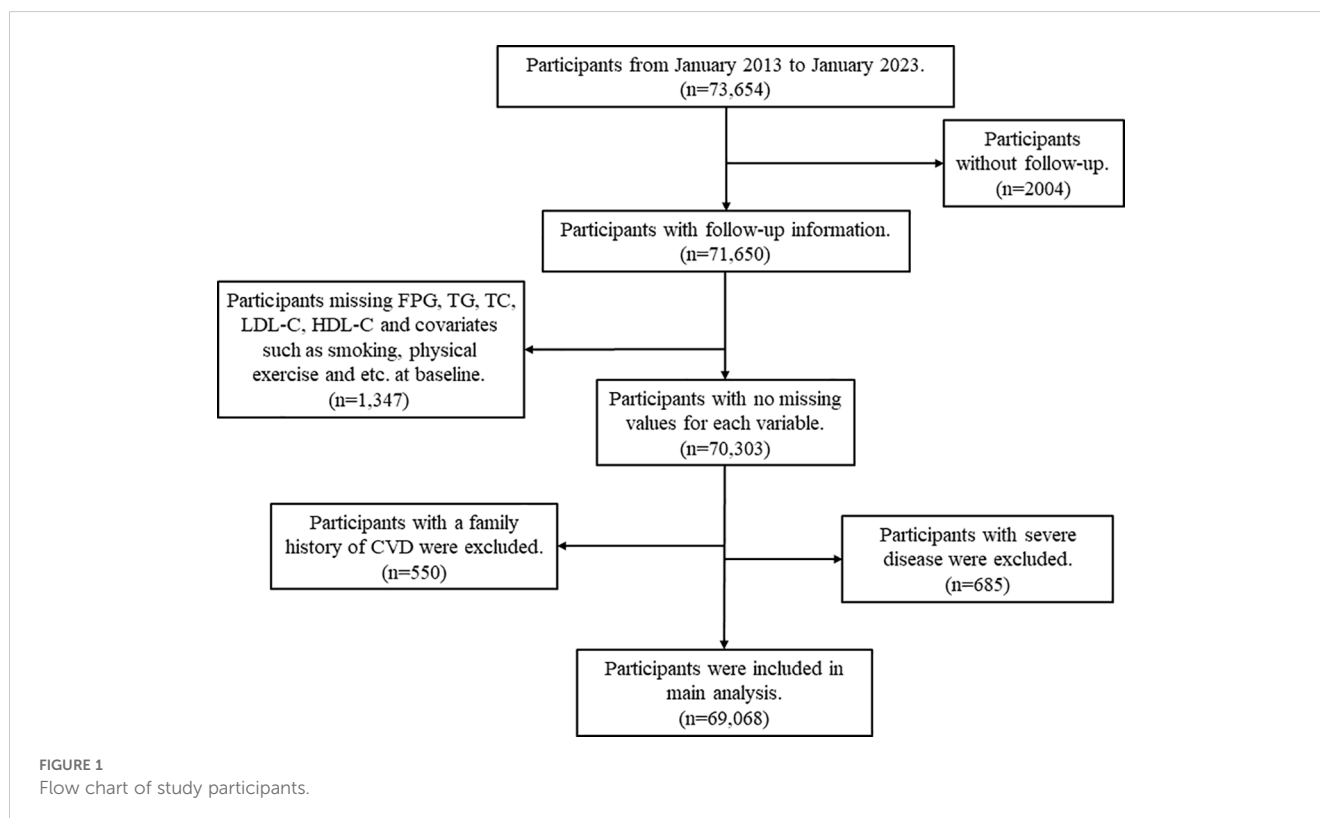 Participants from January 2013 to January 2023.
(n=73,654)
Participants
without follow-up.
(n=2004)
Participants with follow-up information.
(n=71,650)
Participants missing FPG, TG, TC,
LDL-C, HDL-C and covariates
such as smoking, physical
exercise and etc. at baseline.
(n=1,347)
Participants with no missing
values for each variable.
(n=70,303)
Participants with a family
history of CVD were excluded.
(n=550)
Participants with severe
disease were excluded.
(n=685)
Participants were included in
main analysis.
(n=69,068)
FIGURE 1
Flow chart of study participants.